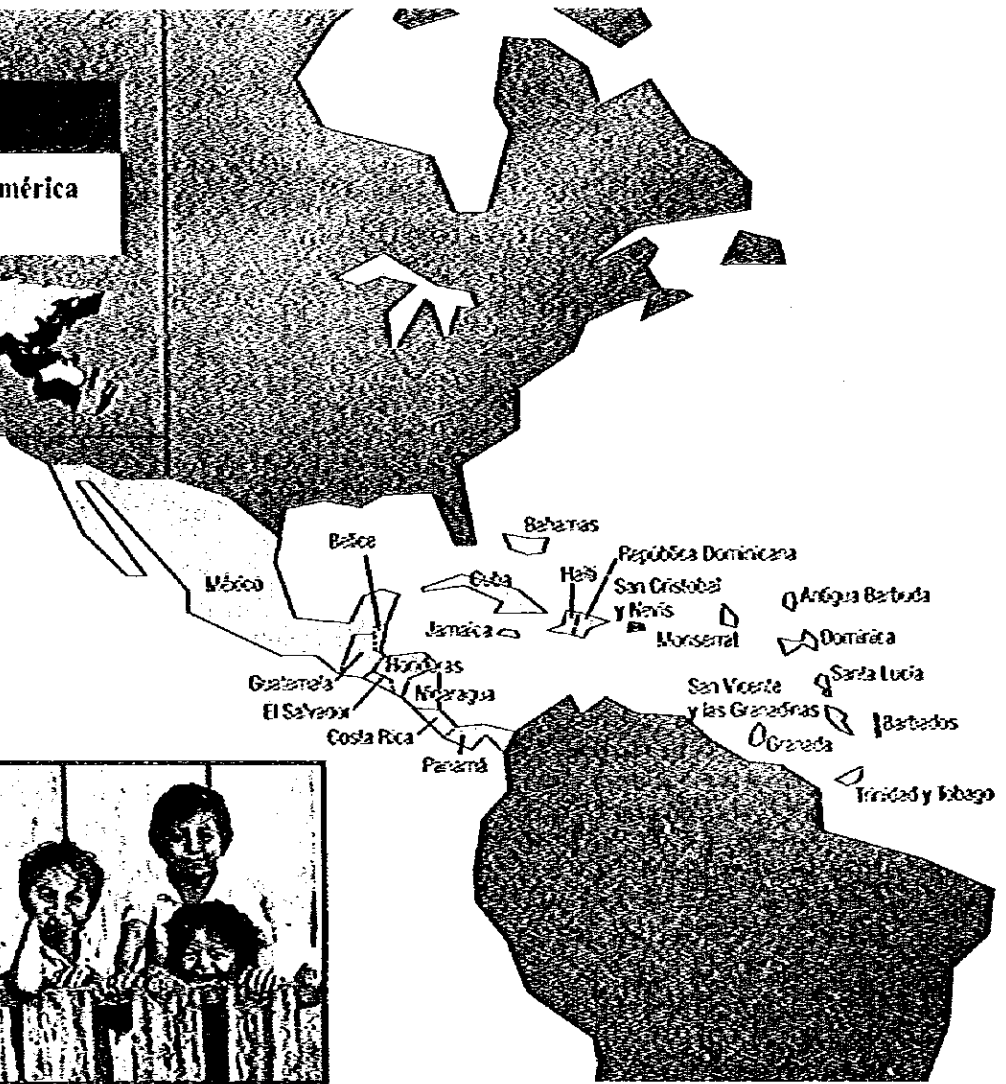 mérica
Bahamas
Belice
República Dominicana
Cuba
Haití
México
San Cristobal
y Nevis
Antigua Barbuda
Jamaica
Monserrat
Dominica
Honduras
Guatemala
Nicaragua
Santa Lucía
El Salvador
San Vicente
y las Granadinas
Barbados
Costa Rica
Granada
Panamá
Trinidad y Tobago